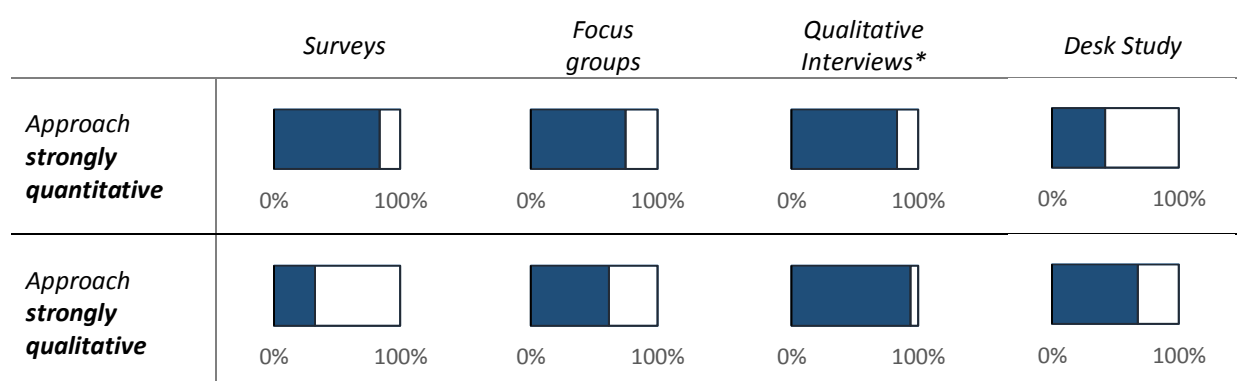 Surveys
Focus
groups
Qualitative
Interviews*
Desk Study
Approach
strongly
quantitative
0% 100%
0% 100%
0% 100%
0% 100%
Approach
strongly
qualitative
0% 100%
0% 100%
0% 100%
0% 100%